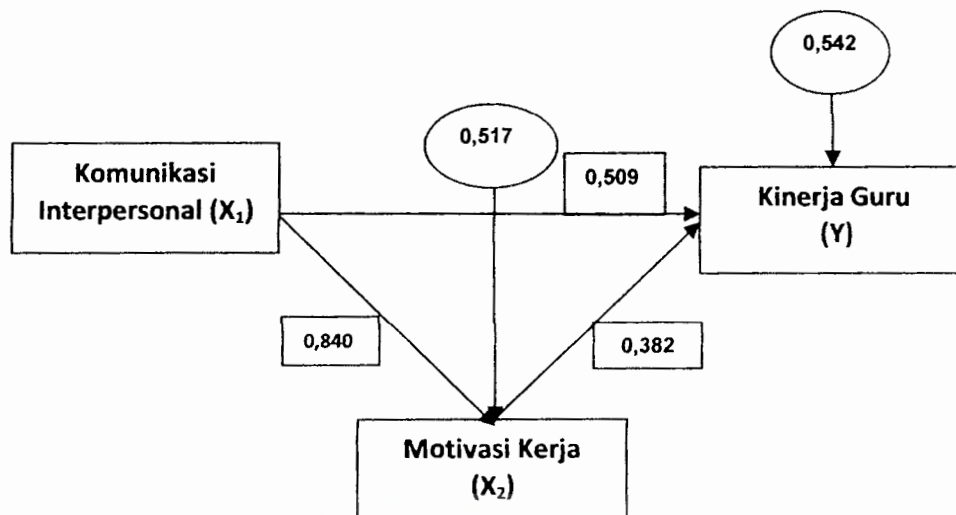 0,542
0,517
Komunikasi
Interpersonal (X₁)
0,509
Kinerja Guru
(Y)
0,840
0,382
Motivasi Kerja
(X₂)